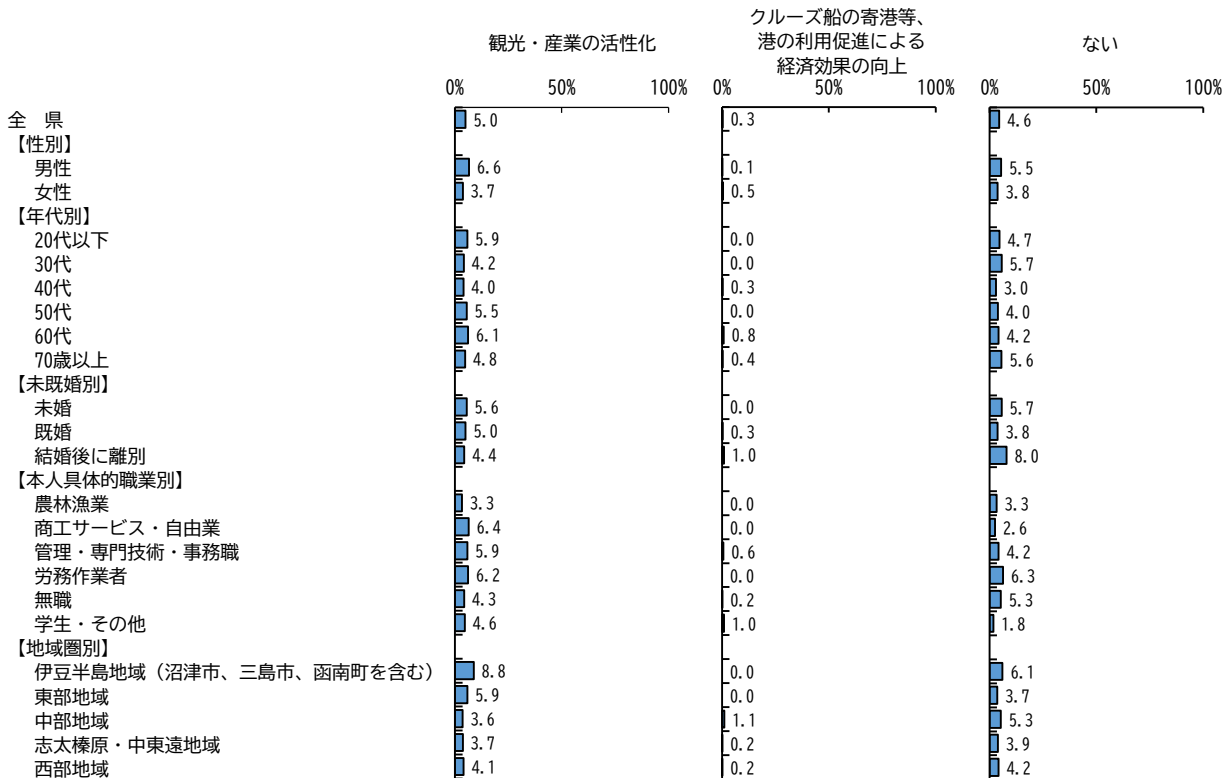 観光・産業の活性化
クルーズ船の寄港等、
港の利用促進による
経済効果の向上
ない
0% 50% 100% 0% 50% 100% 0% 50% 100%
全 県 5.0 0.3 4.6
【性別】
男性 6.6 0.1 5.5
女性 3.7 0.5 3.8
【年代別】
20代以下 5.9 0.0 4.7
30代 4.2 0.0 5.7
40代 4.0 0.3 3.0
50代 5.5 0.0 4.0
60代 6.1 0.8 4.2
70歳以上 4.8 0.4 5.6
【未既婚別】
未婚 5.6 0.0 5.7
既婚 5.0 0.3 3.8
結婚後に離別 4.4 1.0 8.0
【本人具体的職業別】
農林漁業 3.3 0.0 3.3
商工サービス・自由業 6.4 0.0 2.6
管理・専門技術・事務職 5.9 0.6 4.2
労務作業者 6.2 0.0 6.3
無職 4.3 0.2 5.3
学生・その他 4.6 1.0 1.8
【地域圏別】
伊豆半島地域（沼津市、三島市、函南町を含む） 8.8 0.0 6.1
東部地域 5.9 0.0 3.7
中部地域 3.6 1.1 5.3
志太榛原・中東遠地域 3.7 0.2 3.9
西部地域 4.1 0.2 4.2